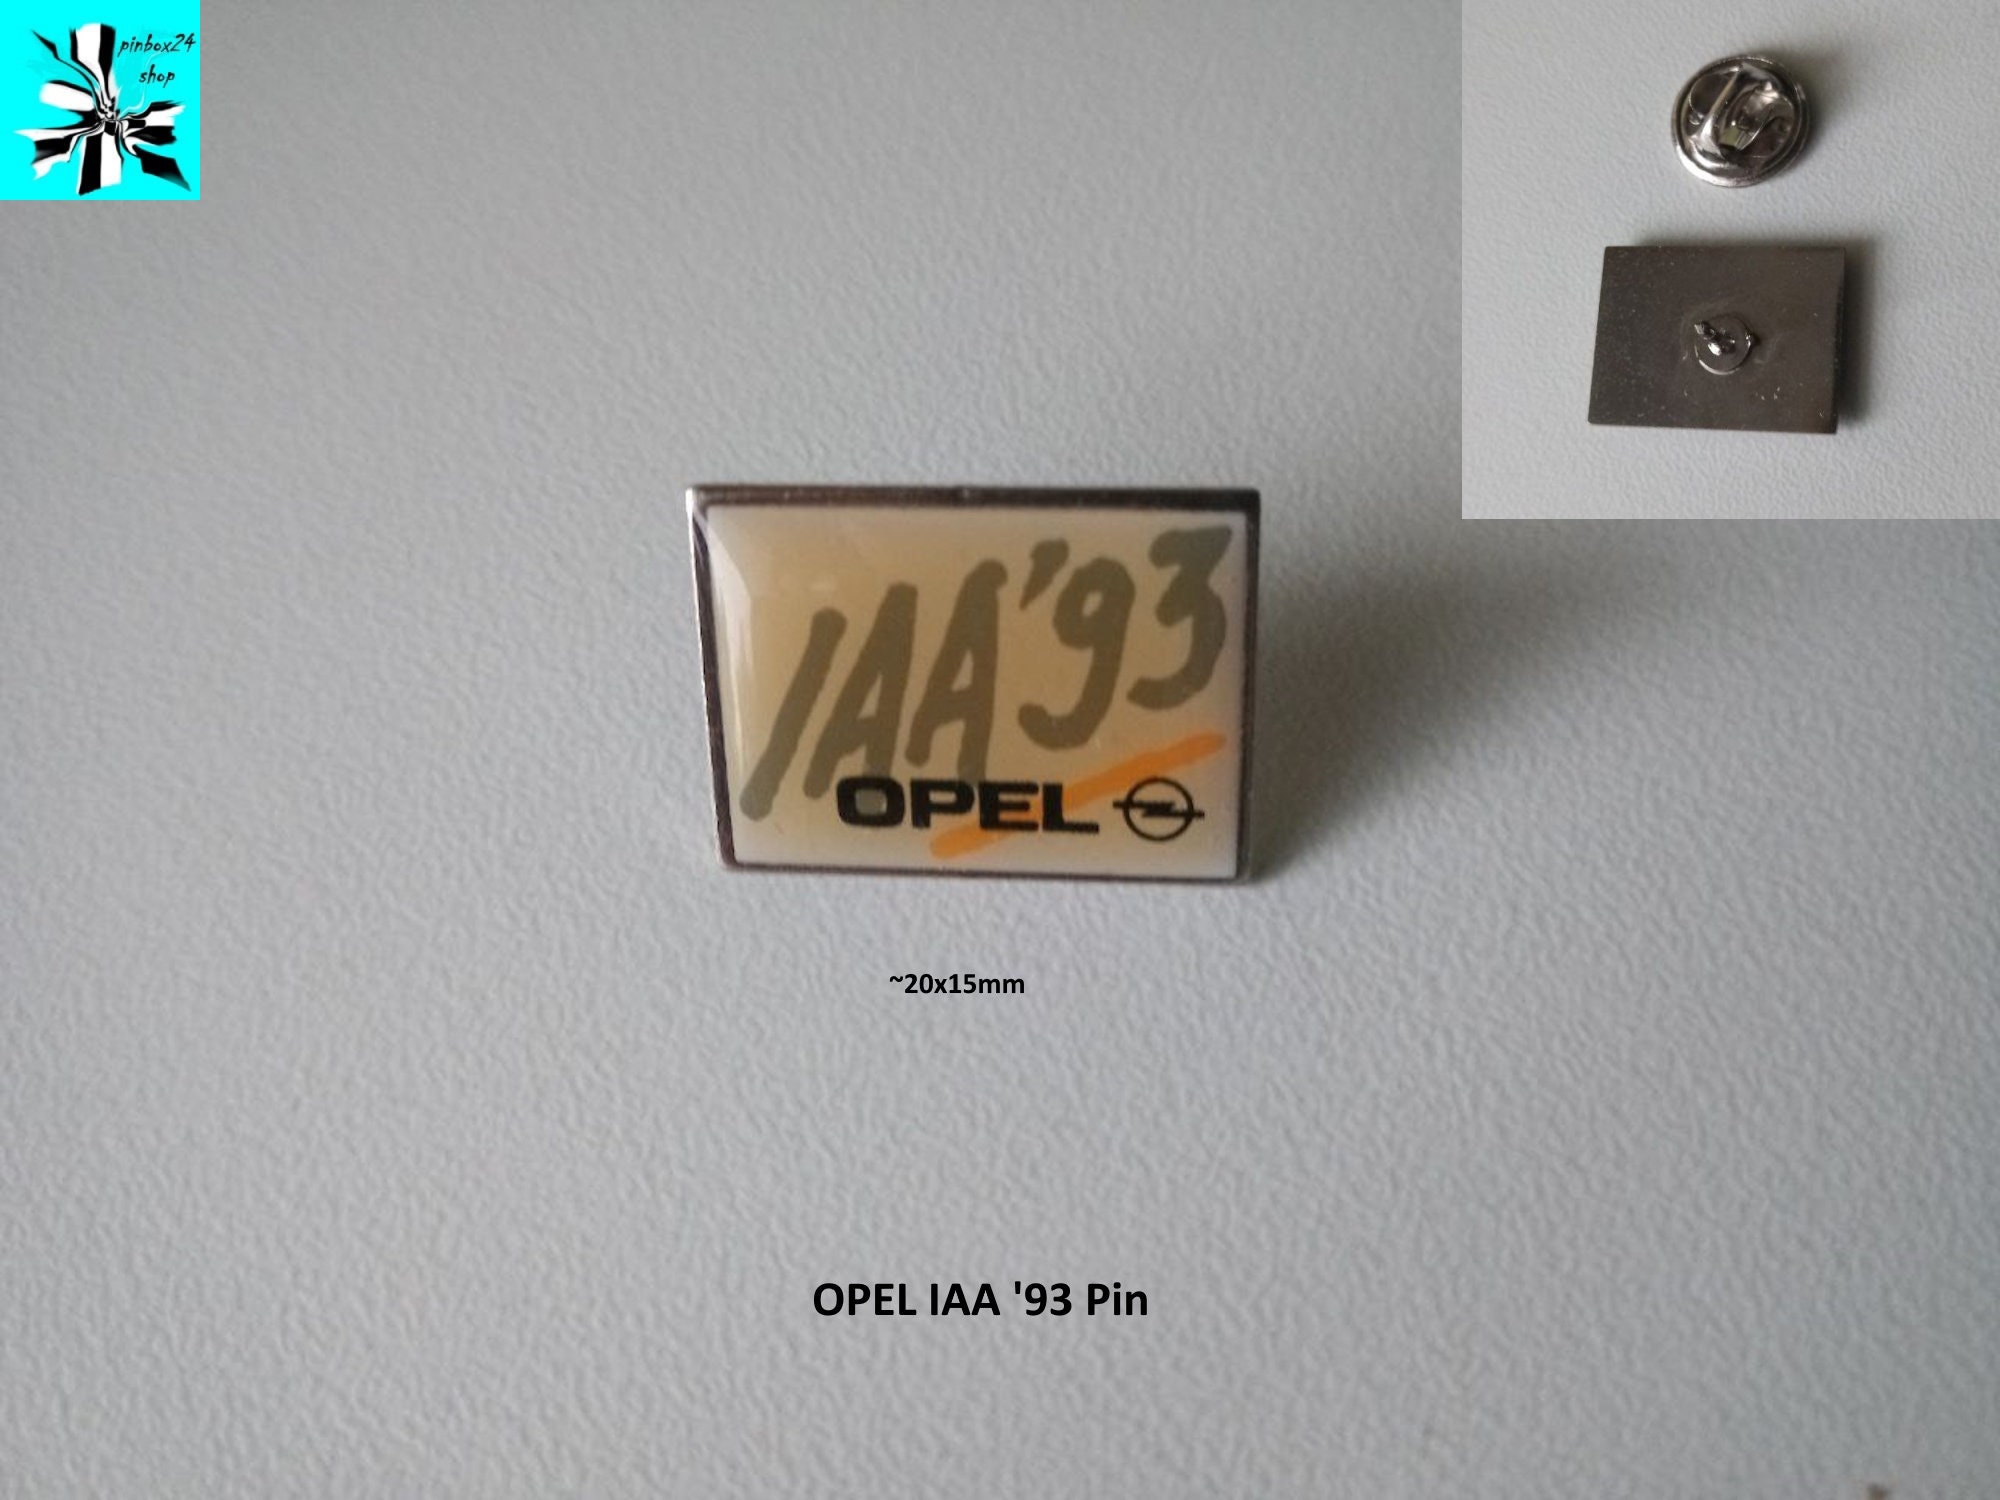 pinbox24
shop
IAA'93
OPEL
~20x15mm
OPEL IAA '93 Pin